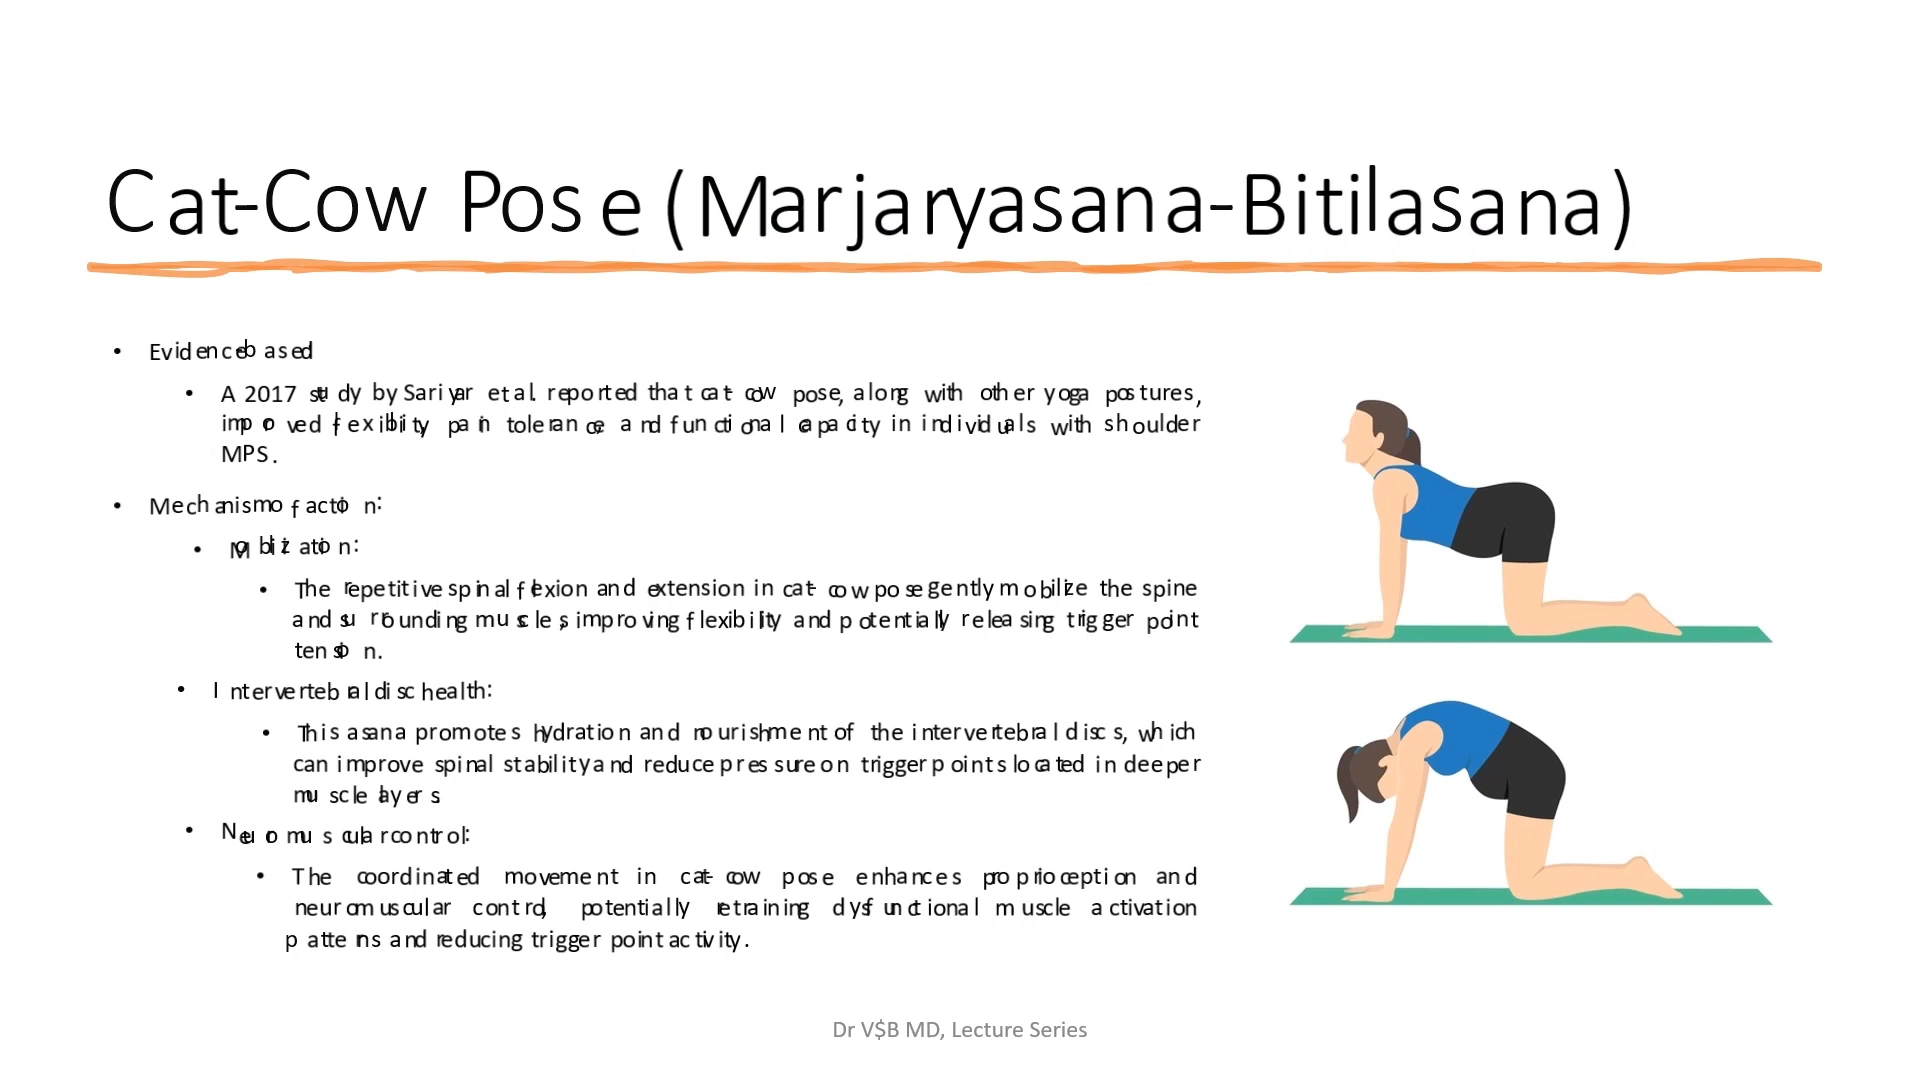 Cat-Cow Pose (Marjaryasana-Bitilasana)
• Evidence-based
• A 2017 study by Sariyar et al. reported that cat-cow pose, along with other yoga postures,
improved flexibility, pain tolerance, and functional capacity in individuals with shoulder
MPS.
• Mechanism of action:
• Mobilization:
• The repetitive spinal flexion and extension in cat-cow pose gently mobilize the spine
and surrounding muscles, improving flexibility and potentially releasing trigger point
tension.
• Intervertebral disc health:
• This asana promotes hydration and nourishment of the intervertebral discs, which
can improve spinal stability and reduce pressure on trigger points located in deeper
muscle layers.
• Neuromuscular control:
• The coordinated movement in cat-cow pose enhances proprioception and
neuromuscular control, potentially retraining dysfunctional muscle activation
patterns and reducing trigger point activity.
Dr V$B MD, Lecture Series